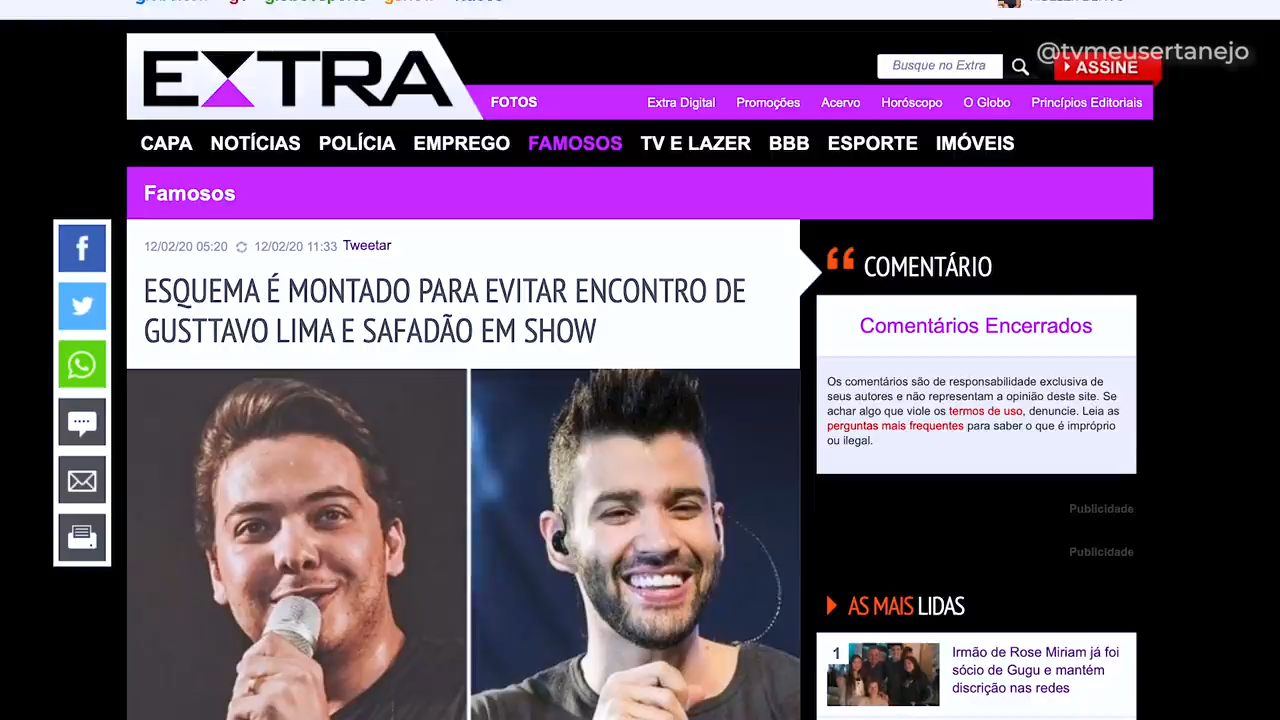 @tvmeusertanejo
EXTRA
Busque no Extra
ASSINE
FOTOS
Extra Digital
Promoções
Acervo
Horóscopo
O Globo
Princípios Editoriais
CAPA
NOTÍCIAS
POLÍCIA
EMPREGO
FAMOSOS
TV E LAZER
BBB
ESPORTE
IMÓVEIS
Famosos
12/02/20 05:20
12/02/20 11:33
Tweetar
ESQUEMA É MONTADO PARA EVITAR ENCONTRO DE
GUSTTAVO LIMA E SAFADÃO EM SHOW
COMENTÁRIO
Comentários Encerrados
Os comentários são de responsabilidade exclusiva de
seus autores e não representam a opinião deste site. Se
achar algo que viole os termos de uso, denuncie. Leia as
perguntas mais frequentes para saber o que é impróprio
ou ilegal.
Publicidade
Publicidade
AS MAIS LIDAS
1
Irmão de Rose Miriam já foi
sócio de Gugu e mantém
discrição nas redes